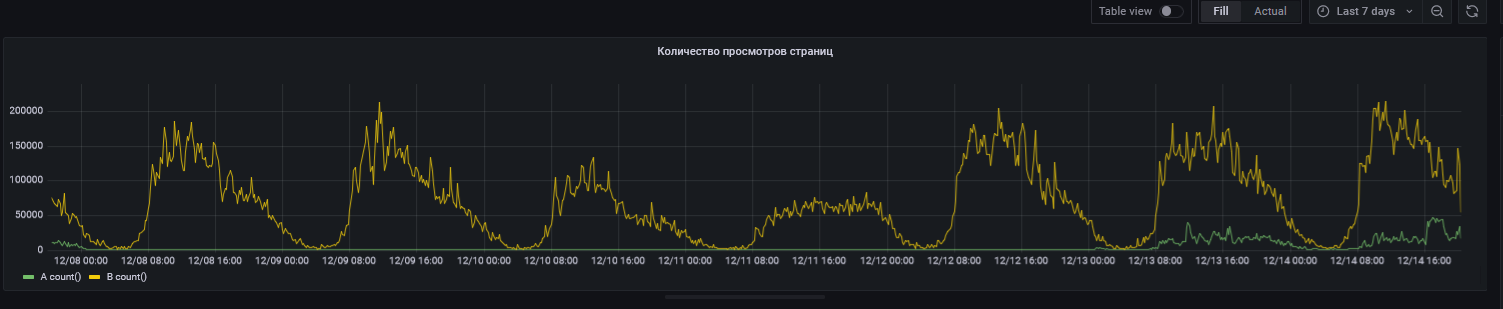 Table view Fill Actual Last 7 days
Количество просмотров страниц
200000
150000
100000
50000
0
12/08 00:00 12/08 08:00 12/08 16:00 12/09 00:00 12/09 08:00 12/09 16:00 12/10 00:00 12/10 08:00 12/10 16:00 12/11 00:00 12/11 08:00 12/11 16:00 12/12 00:00 12/12 08:00 12/12 16:00 12/13 00:00 12/13 08:00 12/13 16:00 12/14 00:00 12/14 08:00 12/14 16:00
A count() B count()